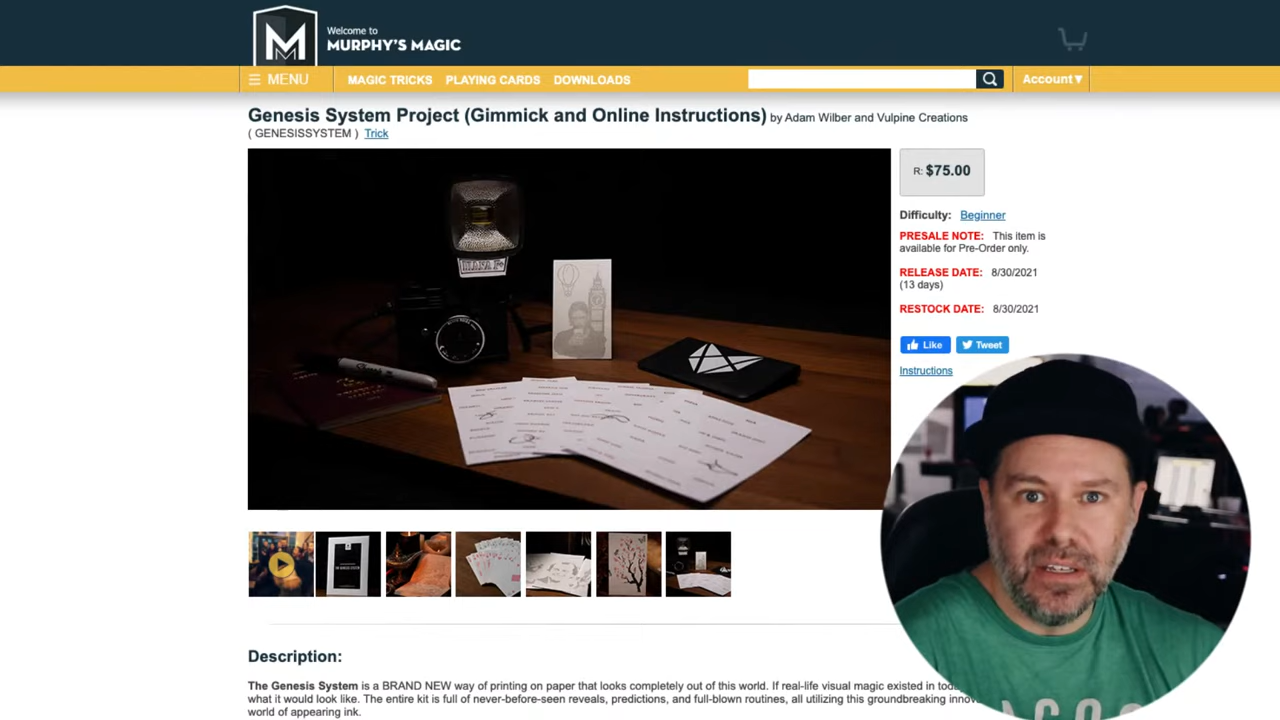 Welcome to
MURPHY'S MAGIC
MENU
MAGIC TRICKS
PLAYING CARDS
DOWNLOADS
Account▼
Genesis System Project (Gimmick and Online Instructions) by Adam Wilber and Vulpine Creations
( GENESISSYSTEM ) Trick
R: $75.00
Difficulty: Beginner
PRESALE NOTE: This item is
available for Pre-Order only.
RELEASE DATE: 8/30/2021
(13 days)
RESTOCK DATE: 8/30/2021
Like
Tweet
Instructions
Description:
The Genesis System is a BRAND NEW way of printing on paper that looks completely out of this world. If real-life visual magic existed in
what it would look like. The entire kit is full of never-before-seen reveals, predictions, and full-blown routines, all utilizing this groundbreaking
world of appearing ink.